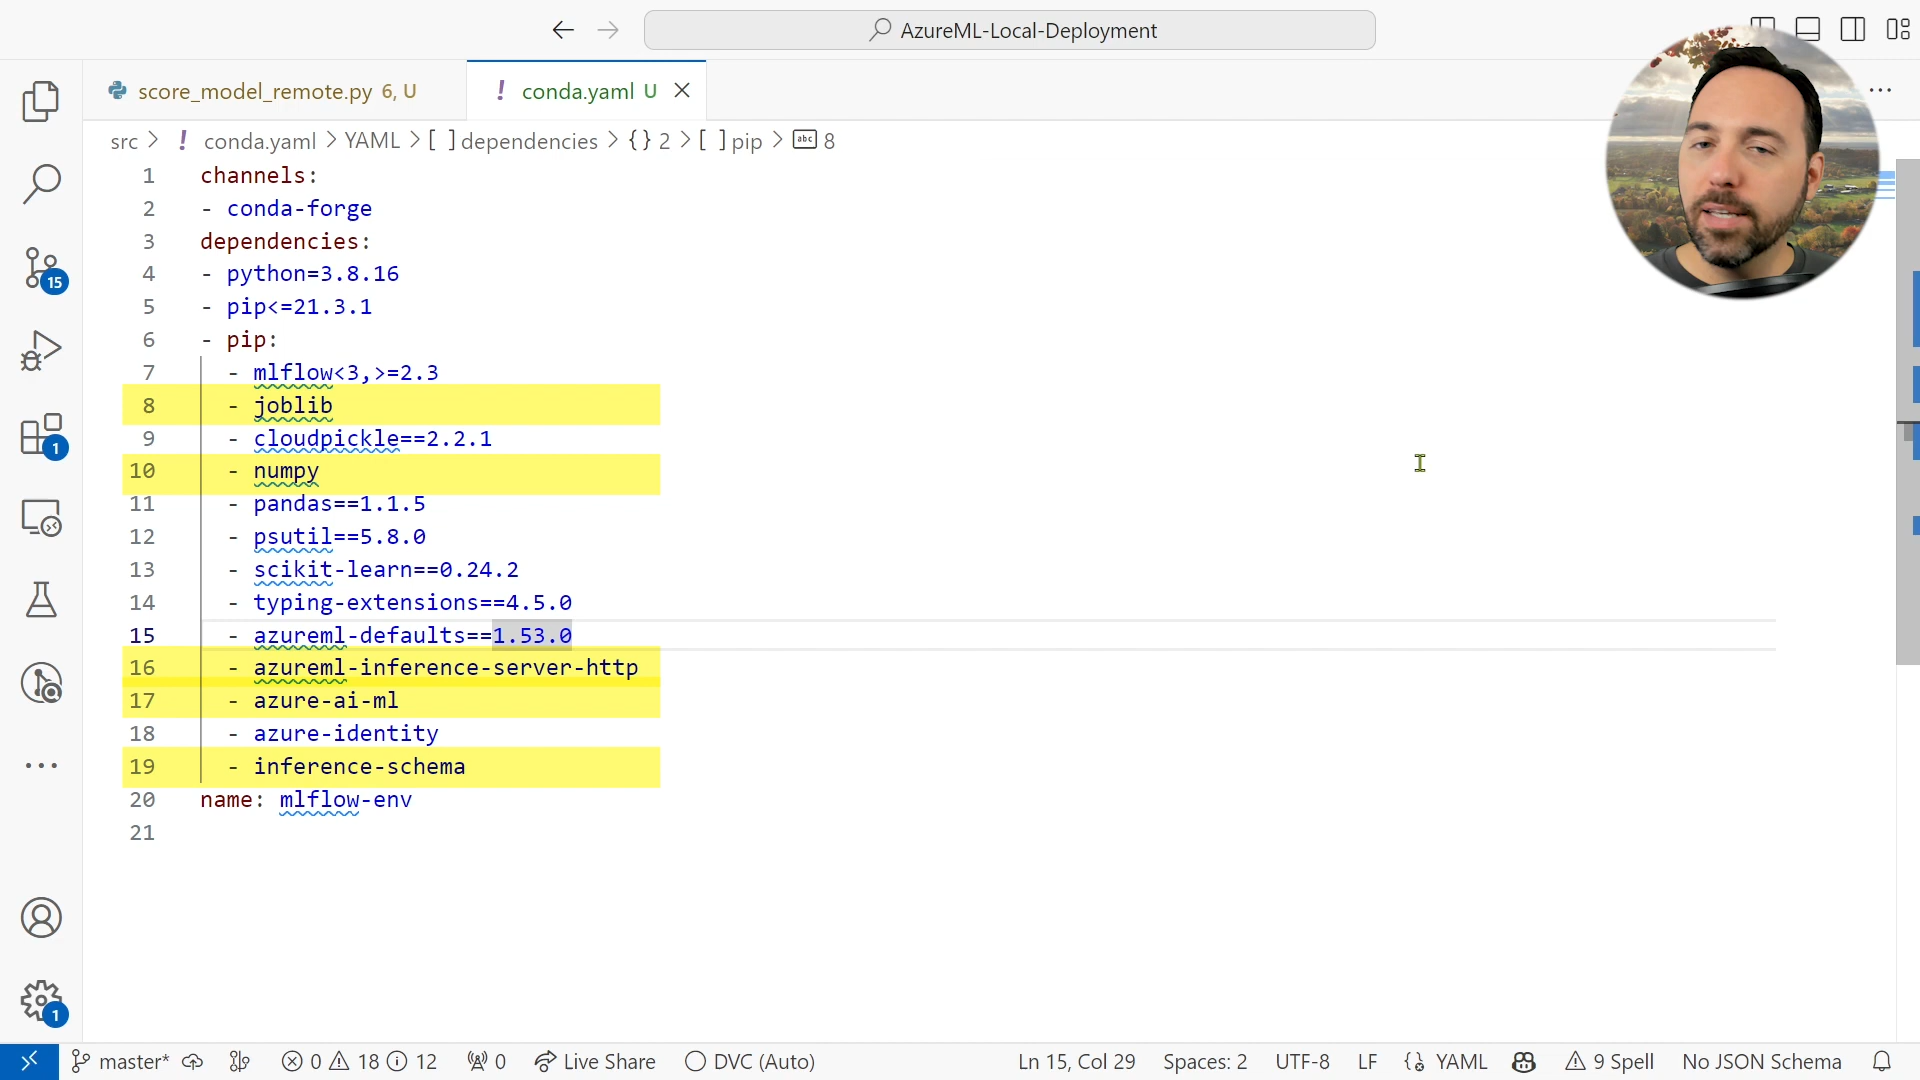 AzureML-Local-Deployment
score_model_remote.py 6, U
! conda.yaml U
src > ! conda.yaml > YAML > [ ] dependencies > {} 2 > [ ] pip > abc 8
1 channels:
2 - conda-forge
3 dependencies:
4 - python=3.8.16
5 - pip<=21.3.1
6 - pip:
7 - mlflow<3,>=2.3
8 - joblib
9 - cloudpickle==2.2.1
10 - numpy
11 - pandas==1.1.5
12 - psutil==5.8.0
13 - scikit-learn==0.24.2
14 - typing-extensions==4.5.0
15 - azureml-defaults==1.53.0
16 - azureml-inference-server-http
17 - azure-ai-ml
18 - azure-identity
19 - inference-schema
20 name: mlflow-env
21
15
1
1
master* 0 18 12 0 Live Share DVC (Auto) Ln 15, Col 29 Spaces: 2 UTF-8 LF YAML 9 Spell No JSON Schema